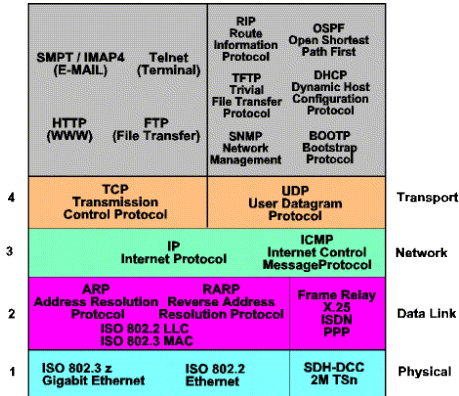 SMPT / IMAP4
(E-MAIL)
Telnet
(Terminal)
HTTP
(WWW)
FTP
(File Transfer)
RIP
Route
Information
Protocol
OSPF
Open Shortest
Path First
TFTP
Trivial
File Transfer
Protocol
DHCP
Dynamic Host
Configuration
Protocol
SNMP
Network
Management
BOOTP
Bootstrap
Protocol
4
TCP
Transmission
Control Protocol
UDP
User Datagram
Protocol
Transport
3
IP
Internet Protocol
ICMP
Internet Control
MessageProtocol
Network
2
ARP
Address Resolution
Protocol
RARP
Reverse Address
Resolution Protocol
ISO 802.2 LLC
ISO 802.3 MAC
Frame Relay
X.25
ISDN
PPP
Data Link
1
ISO 802.3 z
Gigabit Ethernet
ISO 802.2
Ethernet
SDH-DCC
2M TSn
Physical